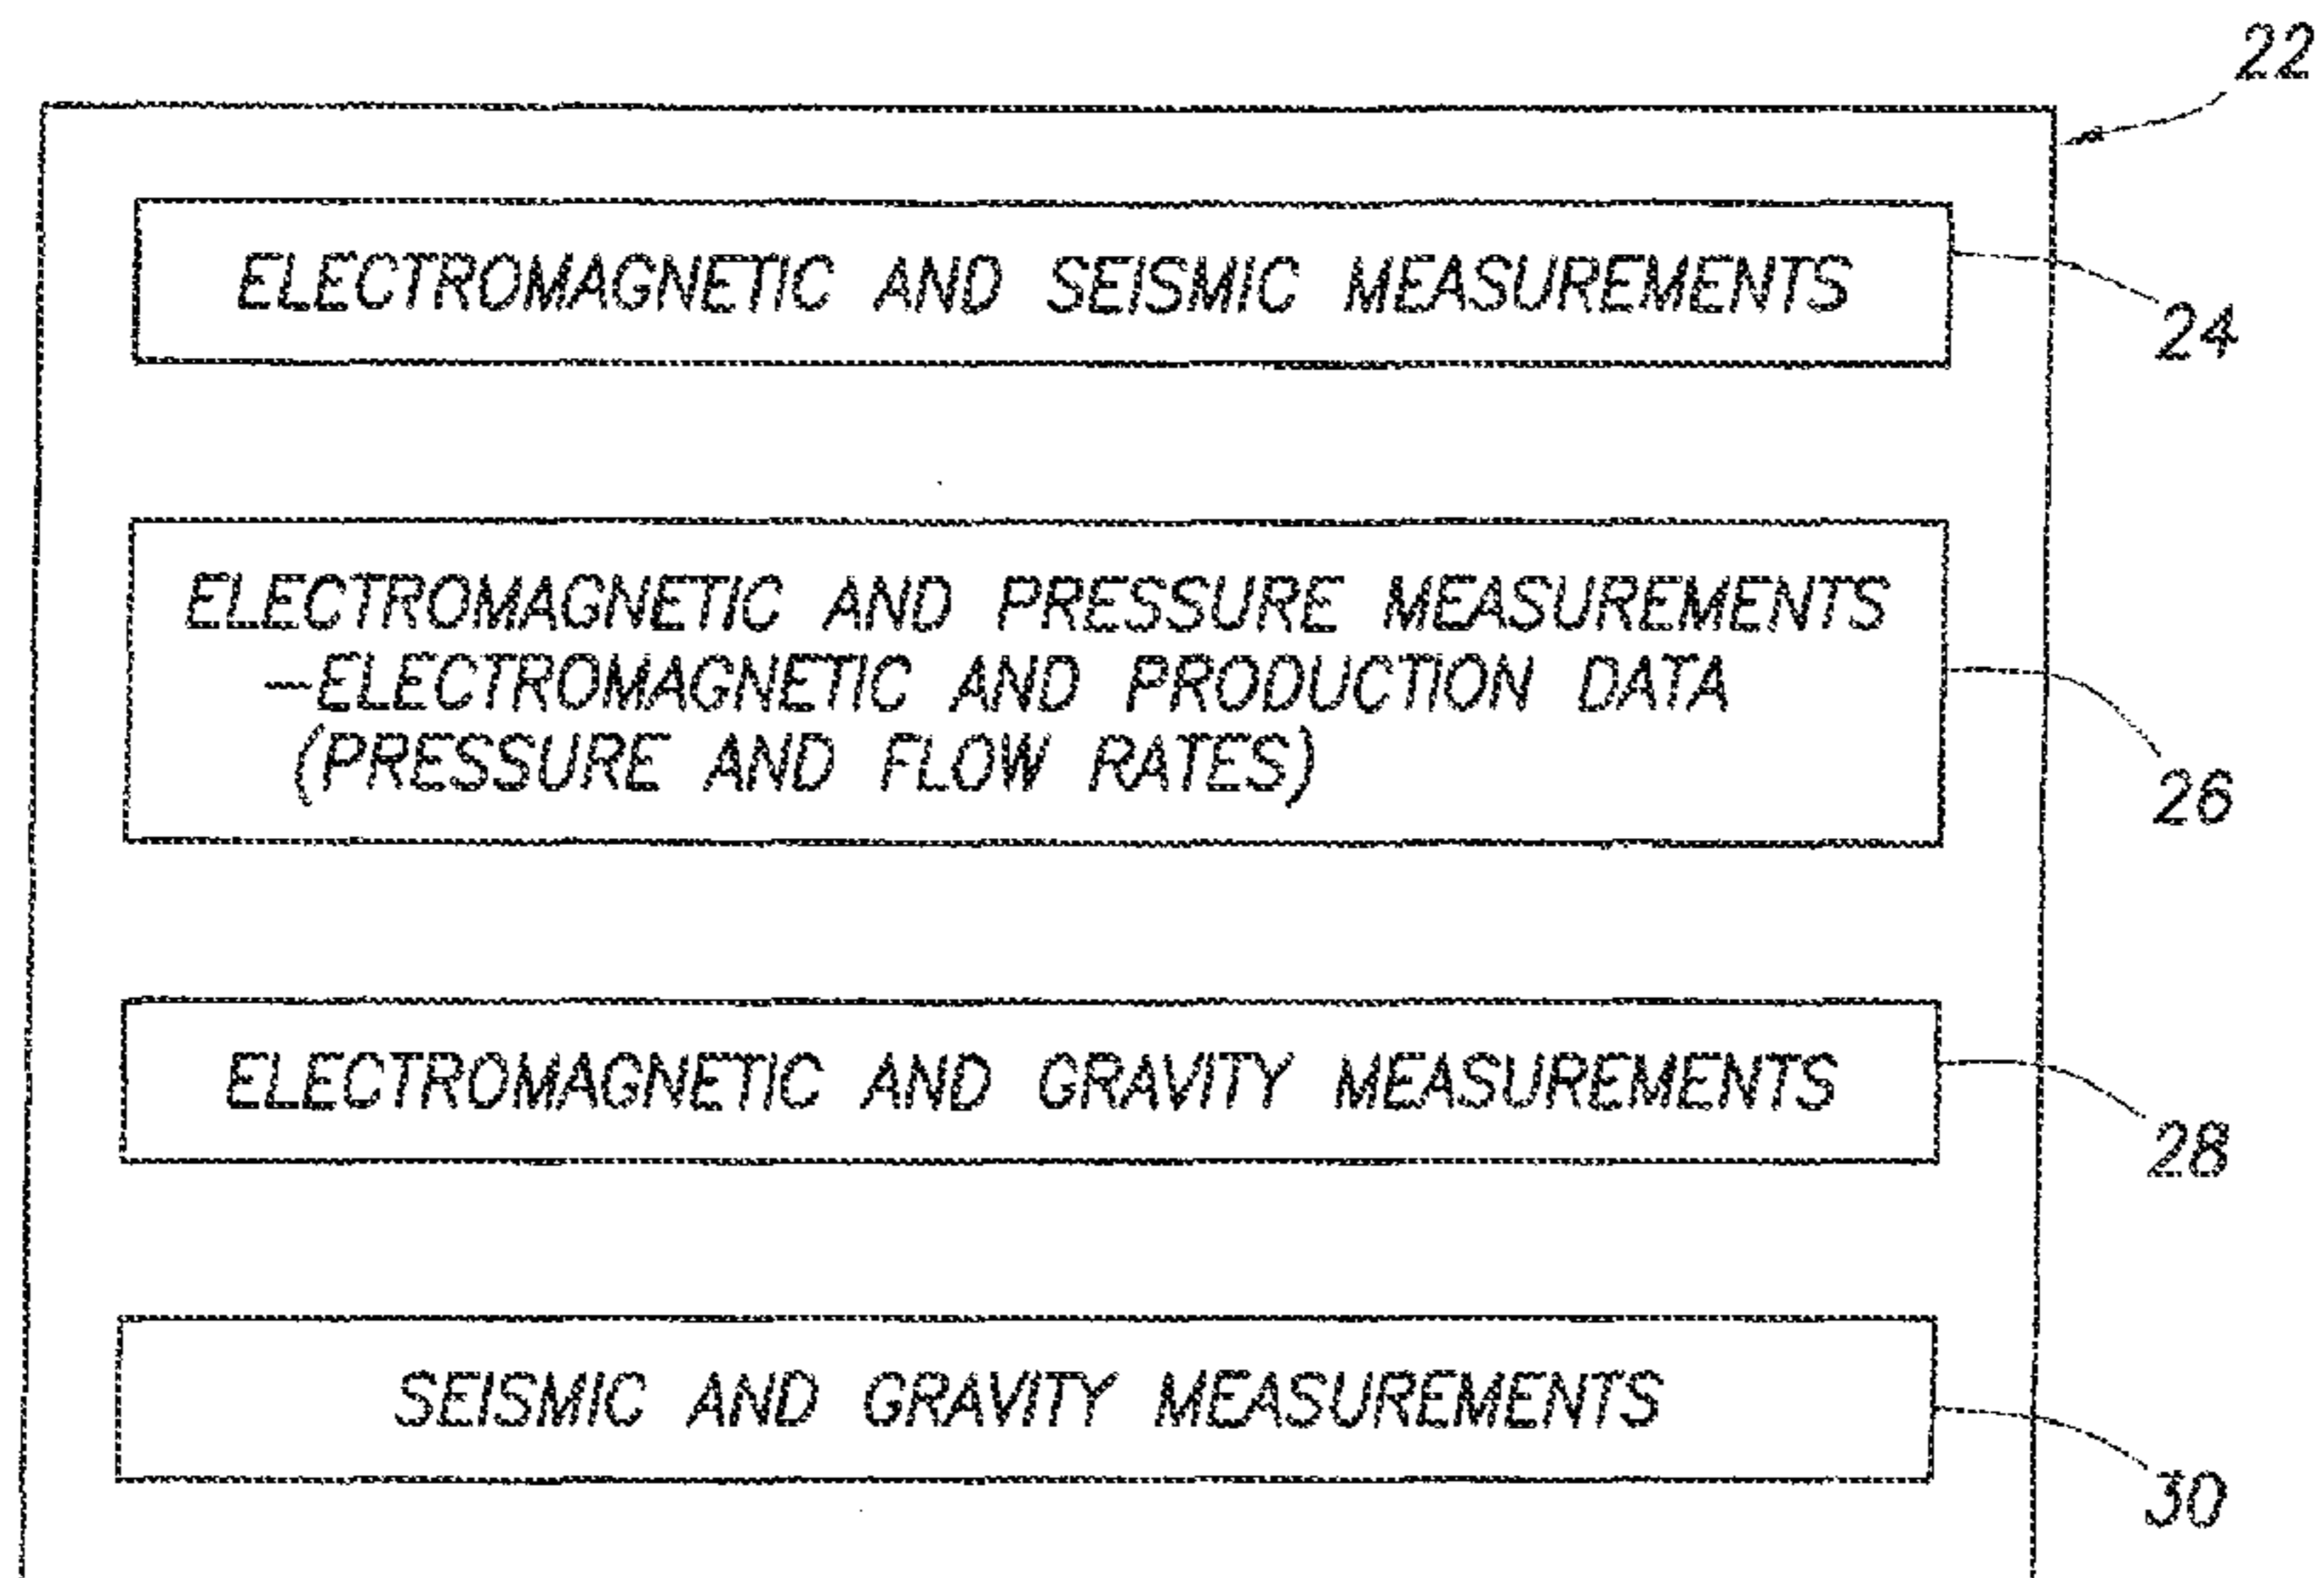 22
ELECTROMAGNETIC AND SEISMIC MEASUREMENTS
24
ELECTROMAGNETIC AND PRESSURE MEASUREMENTS
-ELECTROMAGNETIC AND PRODUCTION DATA
(PRESSURE AND FLOW RATES)
26
ELECTROMAGNETIC AND GRAVITY MEASUREMENTS
28
SEISMIC AND GRAVITY MEASUREMENTS
30